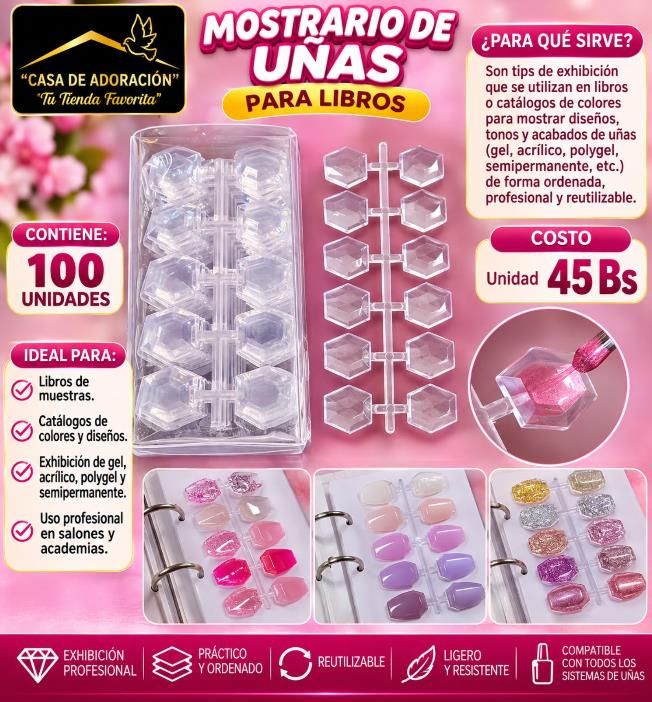 "CASA DE ADORACIÓN"
"Tu Tienda Favorita"
MOSTRARIO DE
UÑAS
PARA LIBROS
¿PARA QUÉ SIRVE?
Son tips de exhibición
que se utilizan en libros
o catálogos de colores
para mostrar diseños,
tonos y acabados de uñas
(gel, acrílico, polygel,
semipermanente, etc.)
de forma ordenada,
profesional y reutilizable.
CONTIENE:
100
UNIDADES
COSTO
Unidad 45 Bs
IDEAL PARA:
Libros de
muestras.
Catálogos de
colores y diseños.
Exhibición de gel,
acrílico, polygel y
semipermanente.
Uso profesional
en salones y
academias.
EXHIBICIÓN
PROFESIONAL
PRÁCTICO
Y ORDENADO
REUTILIZABLE
LIGERO
Y RESISTENTE
COMPATIBLE
CON TODOS LOS
SISTEMAS DE UÑAS